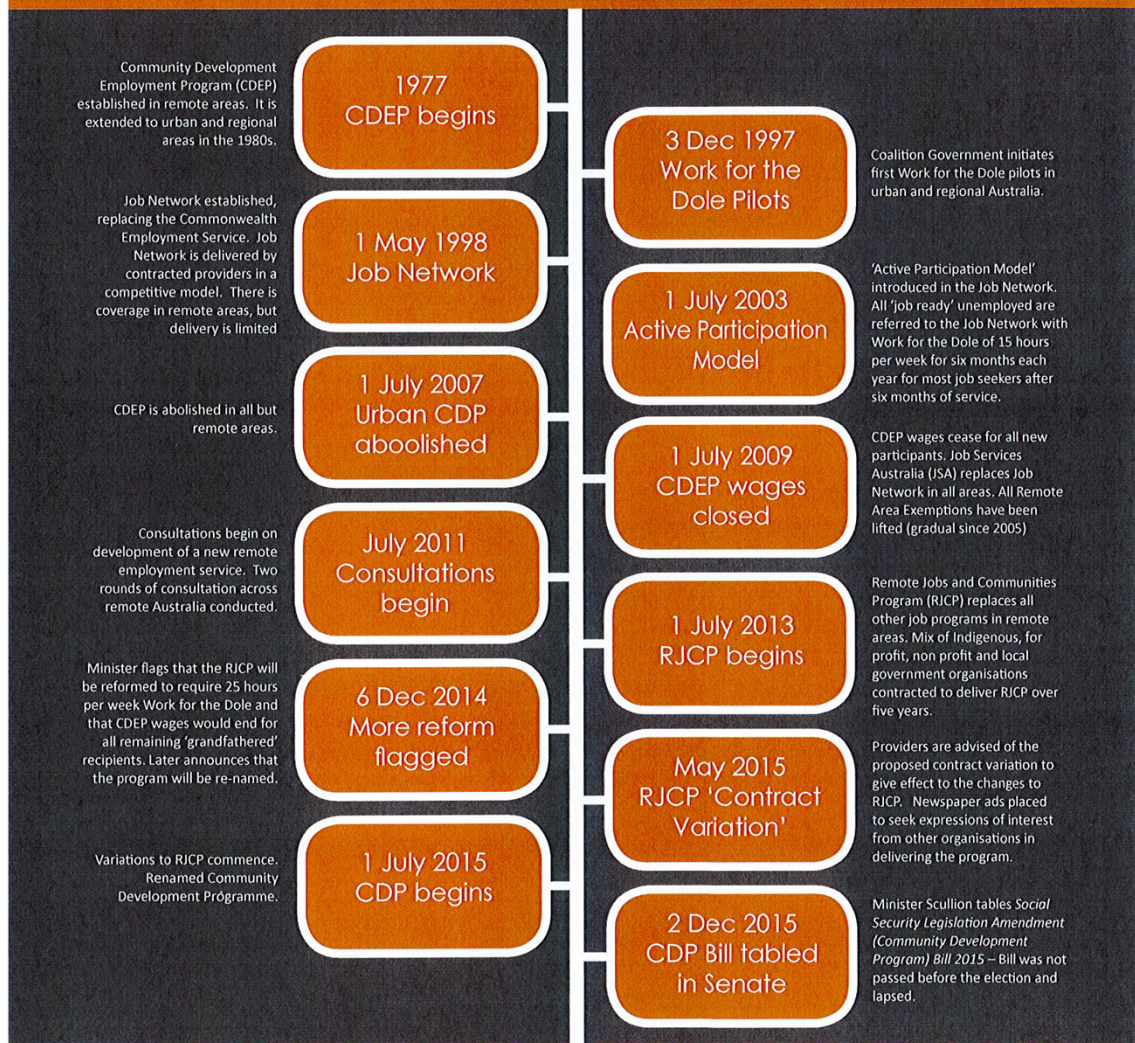 Community Development
Employment Program (CDEP)
established in remote areas.  It is
extended to urban and regional
areas in the 1980s.
1977
CDEP begins
3 Dec 1997
Work for the
Dole Pilots
Coalition Government initiates
first Work for the Dole pilots in
urban and regional Australia.
Job Network established,
replacing the Commonwealth
Employment Service.  Job
Network is delivered by
contracted providers in a
competitive model.  There is
coverage in remote areas, but
delivery is limited
1 May 1998
Job Network
1 July 2003
Active Participation
Model
'Active Participation Model'
introduced in the Job Network.
All 'job ready' unemployed are
referred to the Job Network with
Work for the Dole of 15 hours
per week for six months each
year for most job seekers after
six months of service.
CDEP is abolished in all but
remote areas.
1 July 2007
Urban CDP
aboolished
1 July 2009
CDEP wages
closed
CDEP wages cease for all new
participants. Job Services
Australia (JSA) replaces Job
Network in all areas. All Remote
Area Exemptions have been
lifted (gradual since 2005)
Consultations begin on
development of a new remote
employment service.  Two
rounds of consultation across
remote Australia conducted.
July 2011
Consultations
begin
1 July 2013
RJCP begins
Remote Jobs and Communities
Program (RJCP) replaces all
other job programs in remote
areas. Mix of Indigenous, for
profit, non profit and local
government organisations
contracted to deliver RJCP over
five years.
Minister flags that the RJCP will
be reformed to require 25 hours
per week Work for the Dole and
that CDEP wages would end for
all remaining 'grandfathered'
recipients. Later announces that
the program will be re-named.
6 Dec 2014
More reform
flagged
May 2015
RJCP 'Contract
Variation'
Providers are advised of the
proposed contract variation to
give effect to the changes to
RJCP.   Newspaper ads placed
to seek expressions of interest
from other organisations in
delivering the program.
Variations to RJCP commence.
Renamed Community
Development Programme.
1 July 2015
CDP begins
2 Dec 2015
CDP Bill tabled
in Senate
Minister Scullion tables Social
Security Legislation Amendment
(Community Development
Program) Bill 2015 – Bill was not
passed before the election and
lapsed.